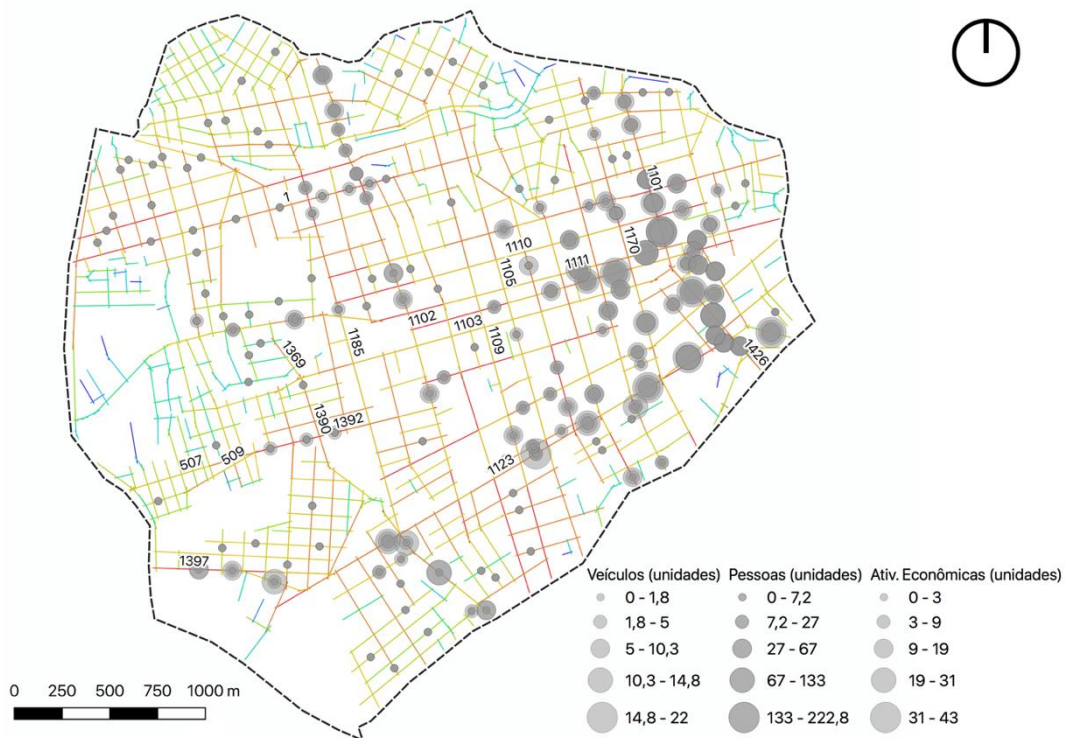 1101
1
1170
1110
1105
1111
1102
1103
1185
1109
1369
1426
1390
1392
1123
507
509
1397
Veículos (unidades) Pessoas (unidades) Ativ. Econômicas (unidades)
0 - 1,8 0 - 7,2 0 - 3
1,8 - 5 7,2 - 27 3 - 9
5 - 10,3 27 - 67 9 - 19
10,3 - 14,8 67 - 133 19 - 31
14,8 - 22 133 - 222,8 31 - 43
0 250 500 750 1000 m